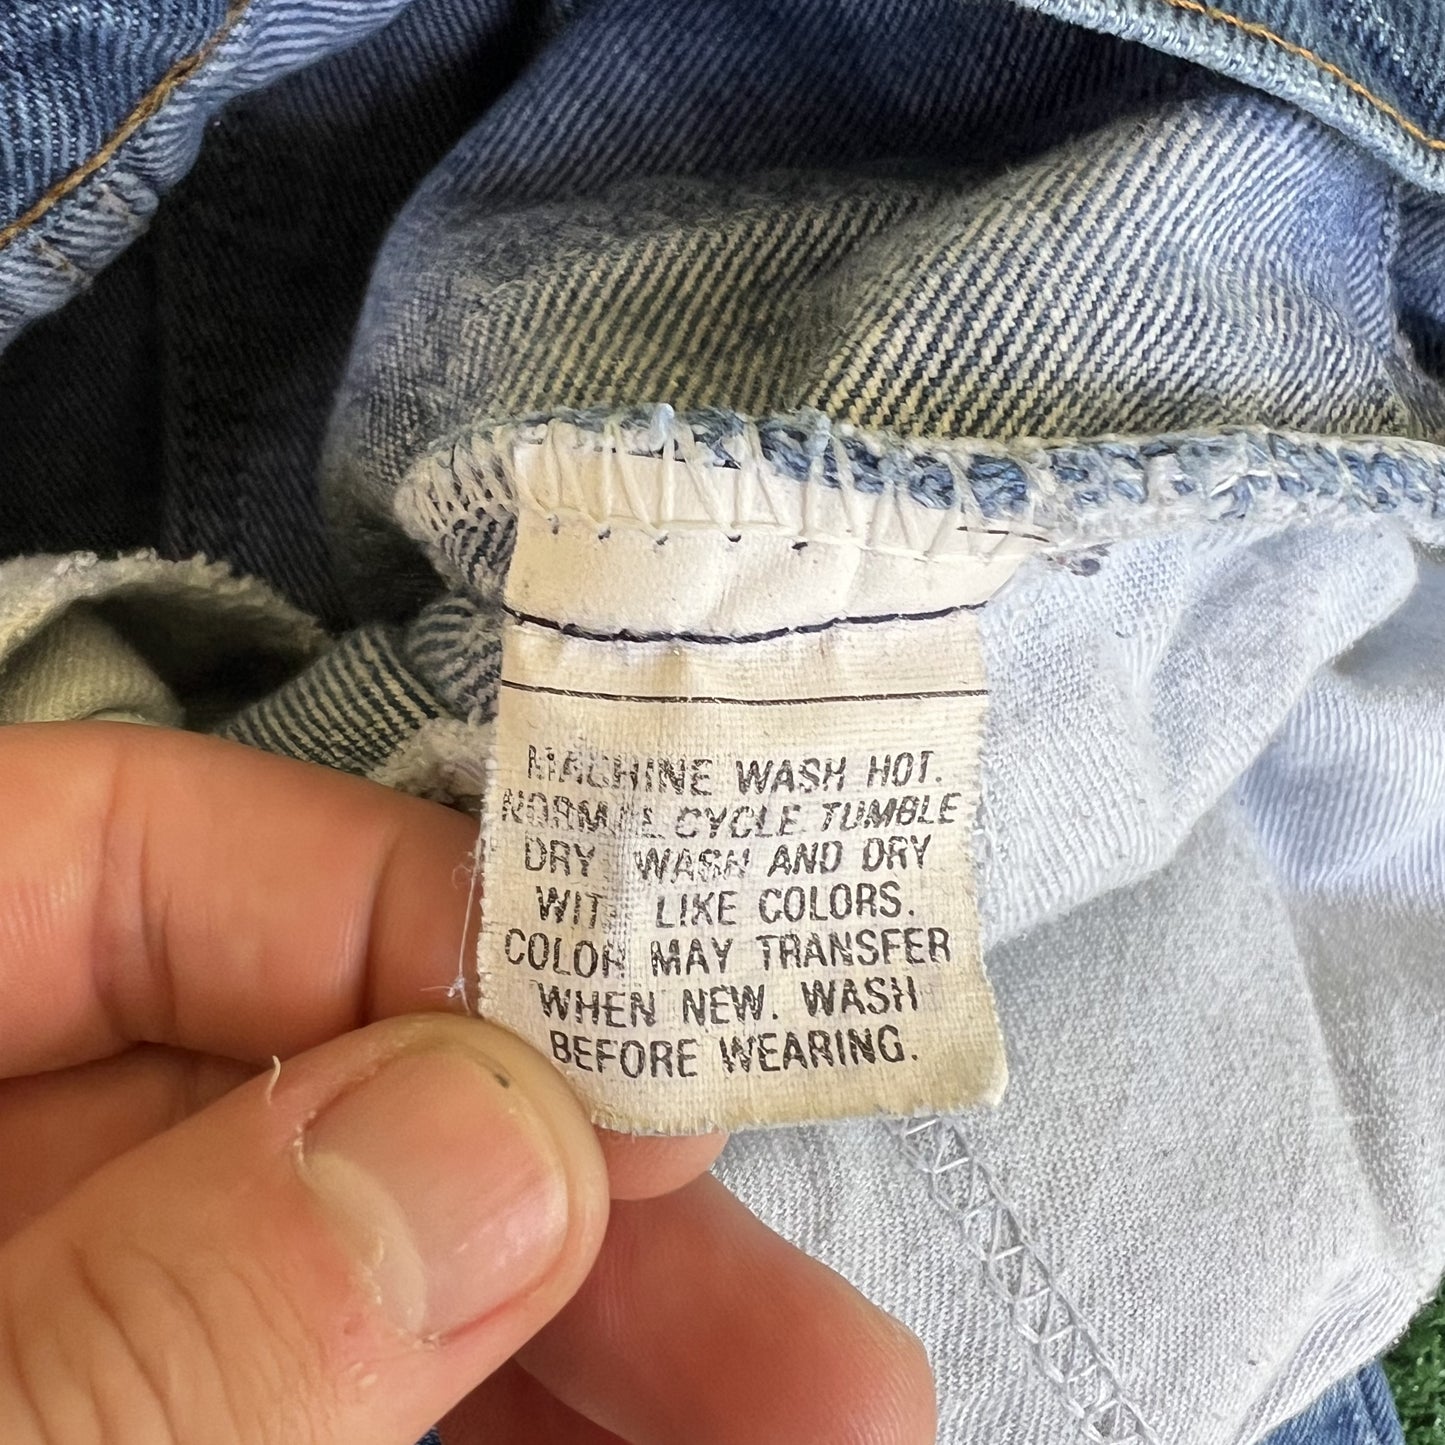 MACHINE WASH HOT.
NORMAL CYCLE. TUMBLE
DRY. WASH AND DRY
WITH LIKE COLORS.
COLOR MAY TRANSFER
WHEN NEW. WASH
BEFORE WEARING.